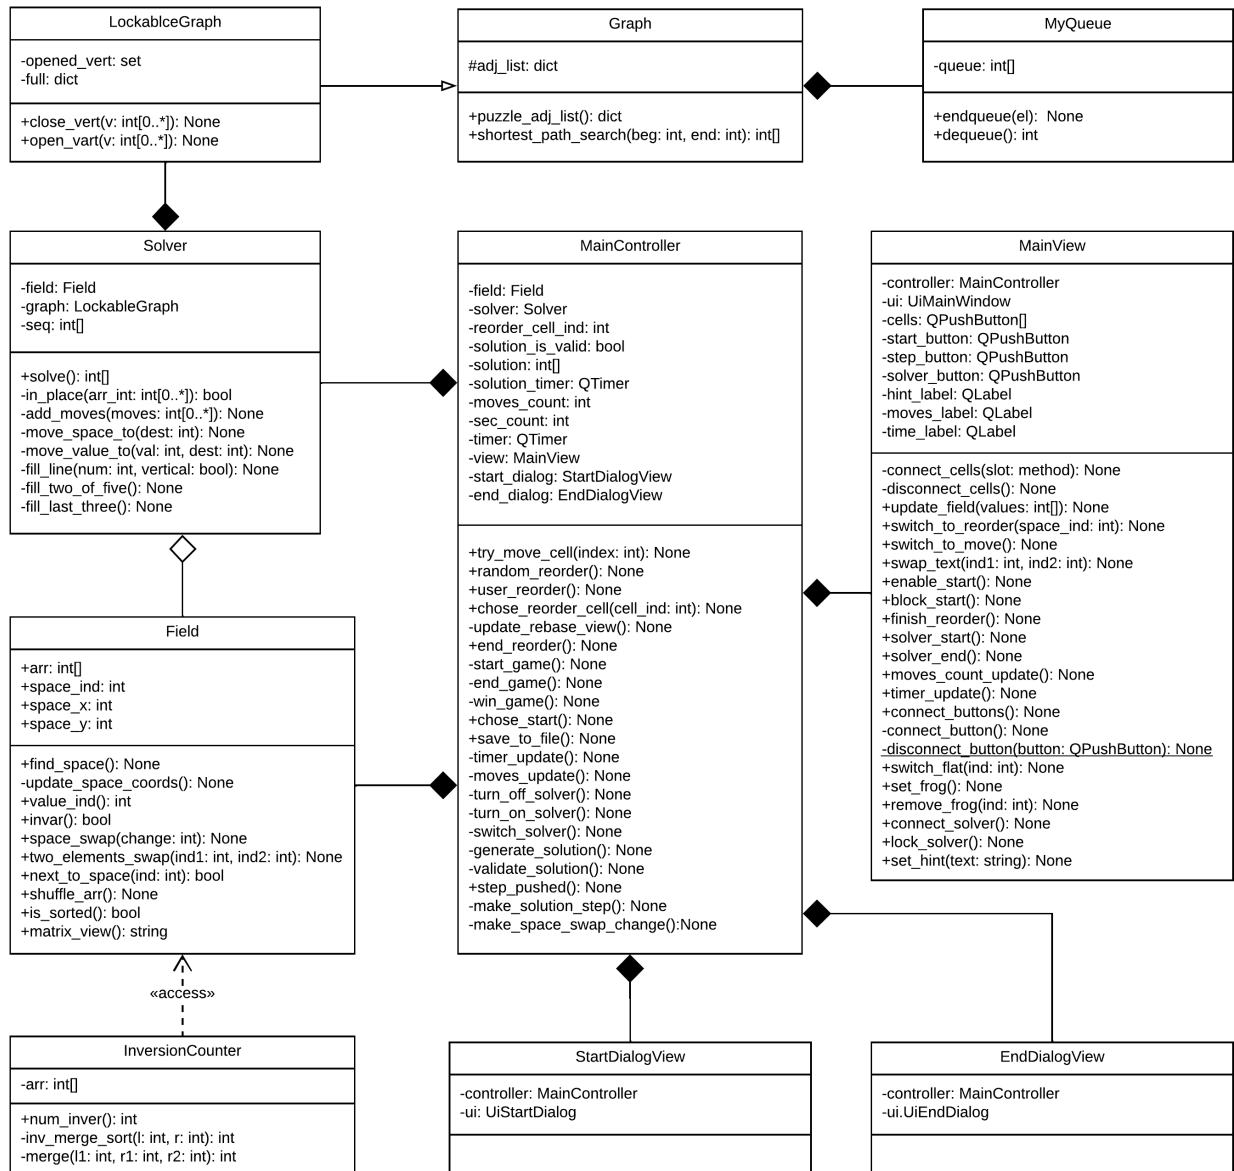 LockablceGraph
-opened_vert: set
-full: dict
+close_vert(v: int[0..*]): None
+open_vart(v: int[0..*]): None
Graph
#adj_list: dict
+puzzle_adj_list(): dict
+shortest_path_search(beg: int, end: int): int[]
MyQueue
-queue: int[]
+endqueue(el):  None
+dequeue(): int
Solver
-field: Field
-graph: LockableGraph
-seq: int[]
+solve(): int[]
-in_place(arr_int: int[0..*]): bool
-add_moves(moves: int[0..*]): None
-move_space_to(dest: int): None
-move_value_to(val: int, dest: int): None
-fill_line(num: int, vertical: bool): None
-fill_two_of_five(): None
-fill_last_three(): None
MainController
-field: Field
-solver: Solver
-reorder_cell_ind: int
-solution_is_valid: bool
-solution: int[]
-solution_timer: QTimer
-moves_count: int
-sec_count: int
-timer: QTimer
-view: MainView
-start_dialog: StartDialogView
-end_dialog: EndDialogView
+try_move_cell(index: int): None
+random_reorder(): None
+user_reorder(): None
+chose_reorder_cell(cell_ind: int): None
-update_rebase_view(): None
+end_reorder(): None
-start_game(): None
-end_game(): None
-win_game(): None
+chose_start(): None
+save_to_file(): None
-timer_update(): None
-moves_update(): None
-turn_off_solver(): None
-turn_on_solver(): None
-switch_solver(): None
-generate_solution(): None
-validate_solution(): None
+step_pushed(): None
-make_solution_step(): None
-make_space_swap_change():None
MainView
-controller: MainController
-ui: UiMainWindow
-cells: QPushButton[]
-start_button: QPushButton
-step_button: QPushButton
-solver_button: QPushButton
-hint_label: QLabel
-moves_label: QLabel
-time_label: QLabel
-connect_cells(slot: method): None
-disconnect_cells(): None
+update_field(values: int[]): None
+switch_to_reorder(space_ind: int): None
+switch_to_move(): None
+swap_text(ind1: int, ind2: int): None
+enable_start(): None
+block_start(): None
+finish_reorder(): None
+solver_start(): None
+solver_end(): None
+moves_count_update(): None
+timer_update(): None
+connect_buttons(): None
-connect_button(): None
-disconnect_button(button: QPushButton): None
+switch_flat(ind: int): None
+set_frog(): None
+remove_frog(ind: int): None
+connect_solver(): None
+lock_solver(): None
+set_hint(text: string): None
Field
+arr: int[]
+space_ind: int
+space_x: int
+space_y: int
+find_space(): None
-update_space_coords(): None
+value_ind(): int
+invar(): bool
+space_swap(change: int): None
+two_elements_swap(ind1: int, ind2: int): None
+next_to_space(ind: int): bool
+shuffle_arr(): None
+is_sorted(): bool
+matrix_view(): string
«access»
InversionCounter
-arr: int[]
+num_inver(): int
-inv_merge_sort(l: int, r: int): int
-merge(l1: int, r1: int, r2: int): int
StartDialogView
-controller: MainController
-ui: UiStartDialog
EndDialogView
-controller: MainController
-ui.UiEndDialog